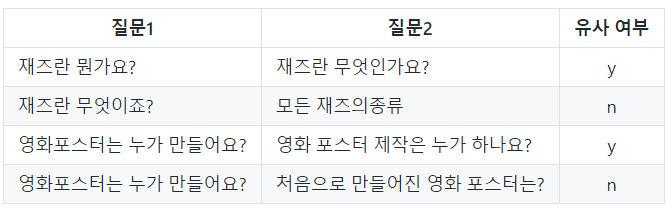 질문1 질문2 유사 여부
재즈란 뭔가요? 재즈란 무엇인가요? y
재즈란 무엇이죠? 모든 재즈의종류 n
영화포스터는 누가 만들어요? 영화 포스터 제작은 누가 하나요? y
영화포스터는 누가 만들어요? 처음으로 만들어진 영화 포스터는? n